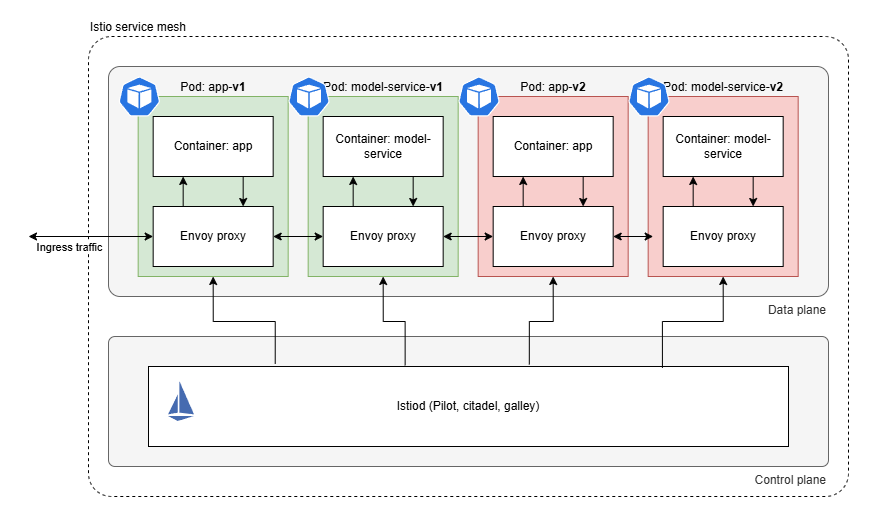 Istio service mesh
Pod: app-v1
Pod: model-service-v1
Pod: app-v2
Pod: model-service-v2
Container: app
Container: model-
service
Container: app
Container: model-
service
Envoy proxy
Envoy proxy
Envoy proxy
Envoy proxy
Ingress traffic
Data plane
Istiod (Pilot, citadel, galley)
Control plane